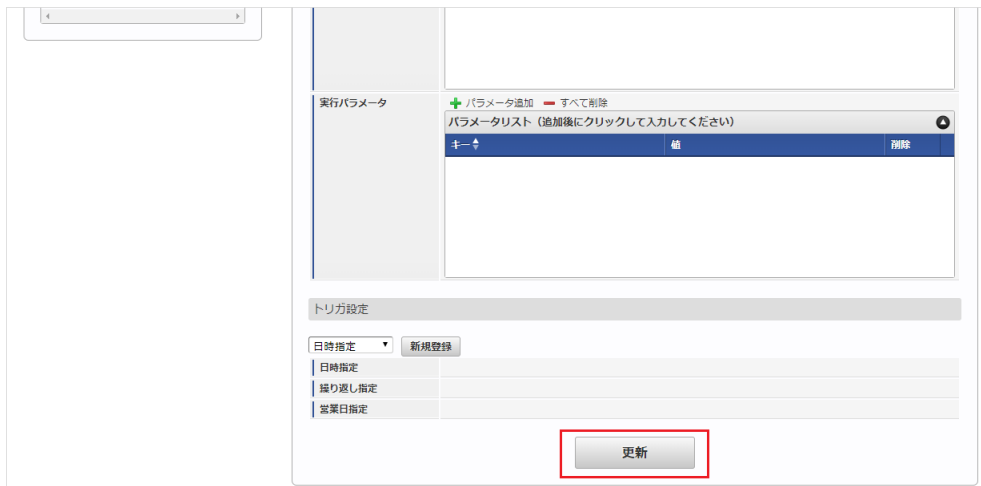 実行パラメータ
パラメータ追加 すべて削除
パラメータリスト（追加後にクリックして入力してください）
キー 値 削除
トリガ設定
日時指定 新規登録
日時指定
繰り返し指定
営業日指定
更新